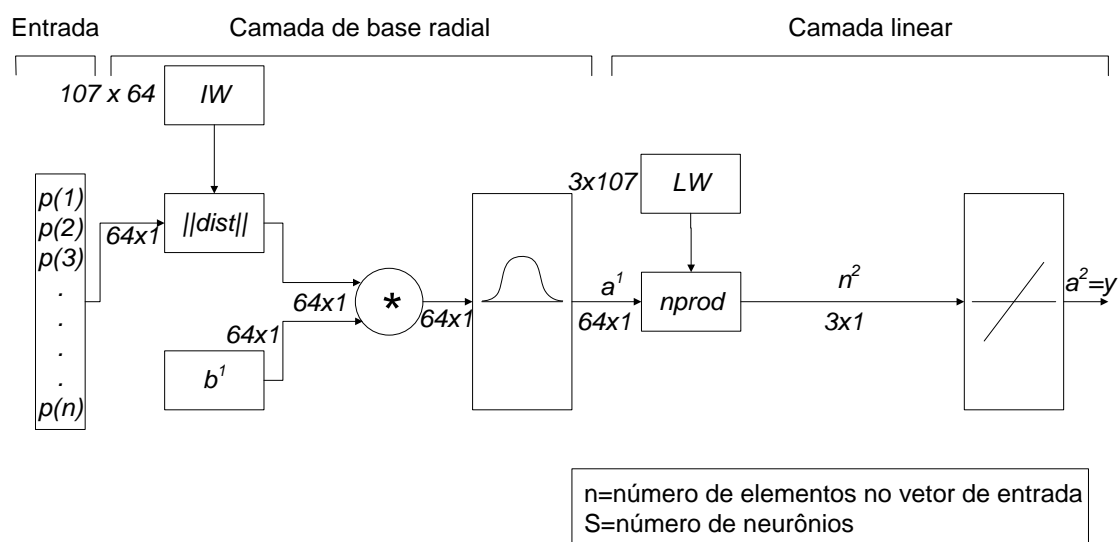 Entrada
Camada de base radial
Camada linear
107 x 64
IW
3x107
LW
p(1)
p(2)
p(3)
.
.
.
.
p(n)
64x1
||dist||
64x1
*
64x1
64x1
b¹
a¹
64x1
nprod
n²
3x1
a²=y
n=número de elementos no vetor de entrada
S=número de neurônios